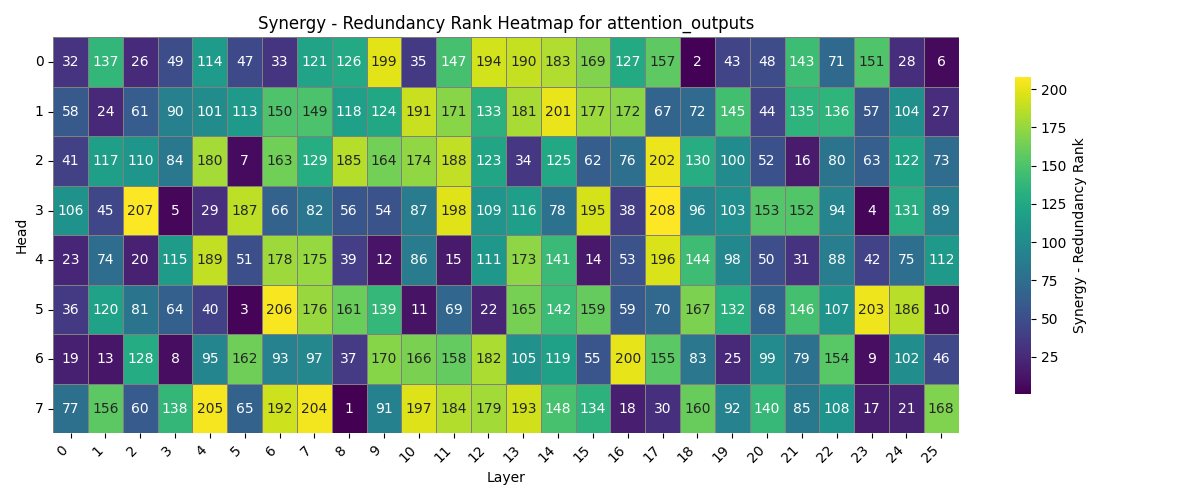 Synergy - Redundancy Rank Heatmap for attention_outputs
0 32 137 26 49 114 47 33 121 126 199 35 147 194 190 183 169 127 157 2 43 48 143 71 151 28 6
1 58 24 61 90 101 113 150 149 118 124 191 171 133 181 201 177 172 67 72 145 44 135 136 57 104 27
2 41 117 110 84 180 7 163 129 185 164 174 188 123 34 125 62 76 202 130 100 52 16 80 63 122 73
3 106 45 207 5 29 187 66 82 56 54 87 198 109 116 78 195 38 208 96 103 153 152 94 4 131 89
4 23 74 20 115 189 51 178 175 39 12 86 15 111 173 141 14 53 196 144 98 50 31 88 42 75 112
5 36 120 81 64 40 3 206 176 161 139 11 69 22 165 142 159 59 70 167 132 68 146 107 203 186 10
6 19 13 128 8 95 162 93 97 37 170 166 158 182 105 119 55 200 155 83 25 99 79 154 9 102 46
7 77 156 60 138 205 65 192 204 1 91 197 184 179 193 148 134 18 30 160 92 140 85 108 17 21 168
0 1 2 3 4 5 6 7 8 9 10 11 12 13 14 15 16 17 18 19 20 21 22 23 24 25
Layer
Head
200
175
150
125
100
75
50
25
Synergy - Redundancy Rank